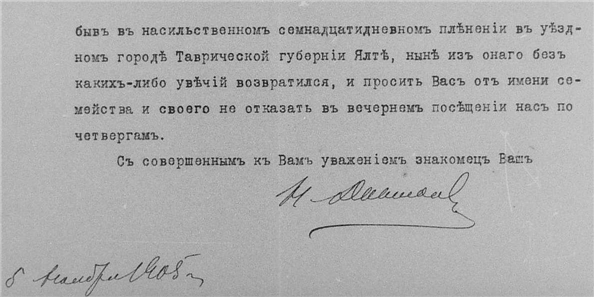 бывъ въ насильственномъ семнадцатидневномъ плѣненіи въ уѣзд-
номъ городѣ Таврической губерніи Ялтѣ, нынѣ изъ онаго безъ
какихъ-либо увѣчій возвратился, и проситъ Васъ отъ имени се-
мейства и своего не отказать въ вечернемъ посѣщеніи насъ по
четвергамъ.
Съ совершеннымъ къ Вамъ уваженіемъ знакомецъ Вашъ
1905 г.